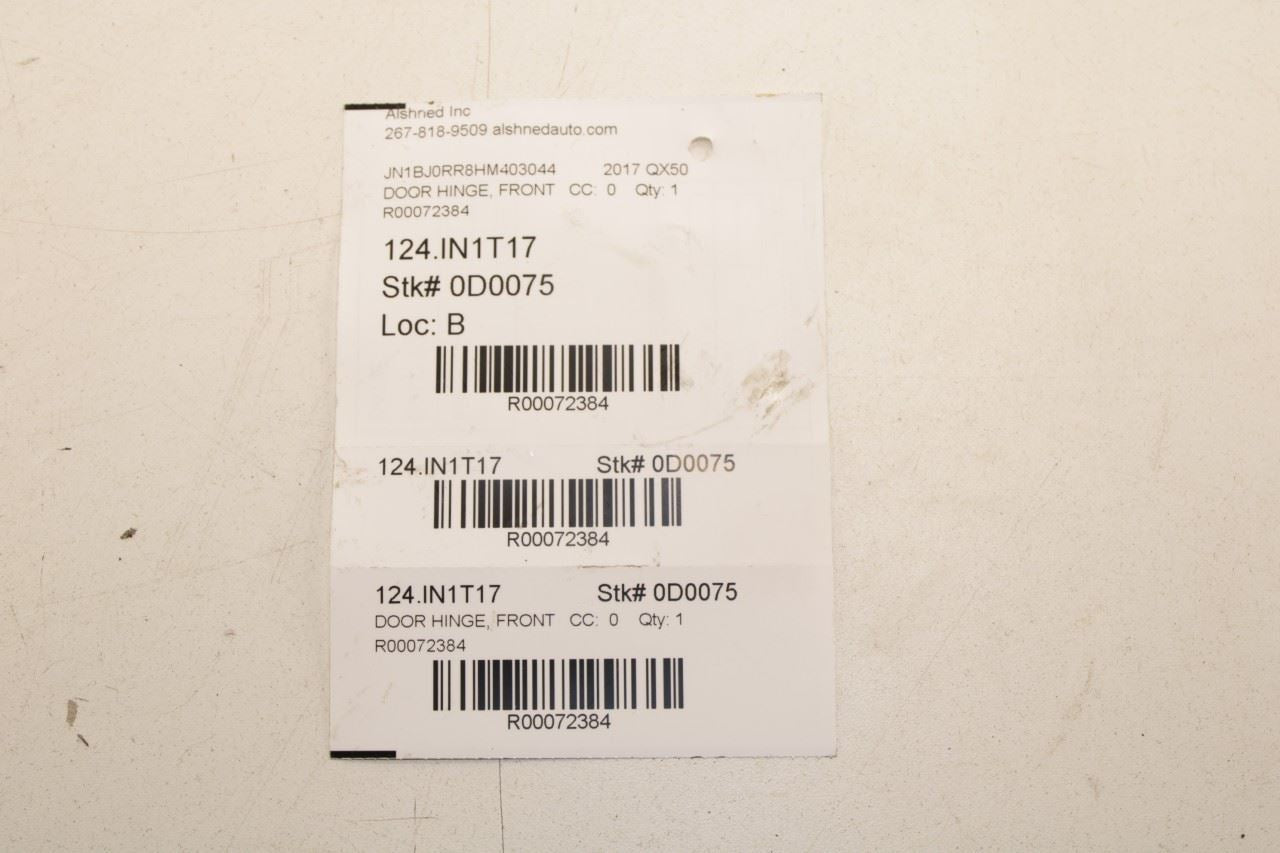 Alshned Inc
267-818-9509 alshnedauto.com
JN1BJ0RR8HM403044 2017 QX50
DOOR HINGE, FRONT CC: 0 Qty: 1
R00072384
124.IN1T17
Stk# 0D0075
Loc: B
R00072384
124.IN1T17 Stk# 0D0075
R00072384
124.IN1T17 Stk# 0D0075
DOOR HINGE, FRONT CC: 0 Qty: 1
R00072384
R00072384